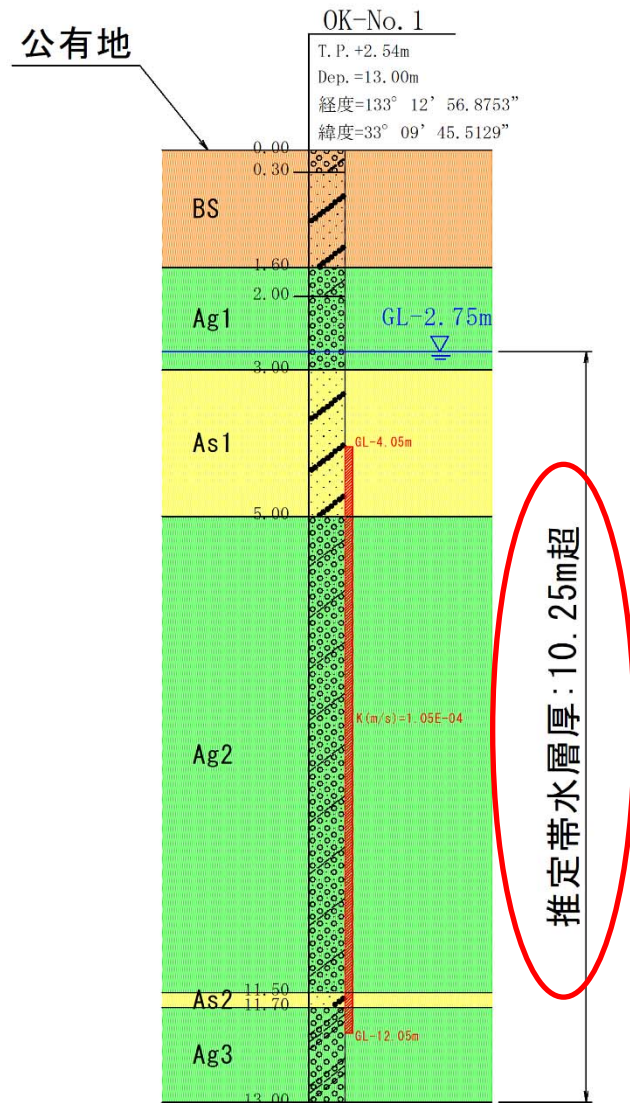 公有地
OK-No.1
T.P.+2.54m
Dep.=13.00m
経度=133° 12’ 56.8753”
緯度=33° 09’ 45.5129”
0.00
0.30
BS
1.60
2.00
Ag1
GL-2.75m
3.00
As1
GL-4.05m
5.00
推定帯水層厚:10.25m超
K(m/s)=1.05E-04
Ag2
11.50
As2
11.70
GL-12.05m
Ag3
13.00